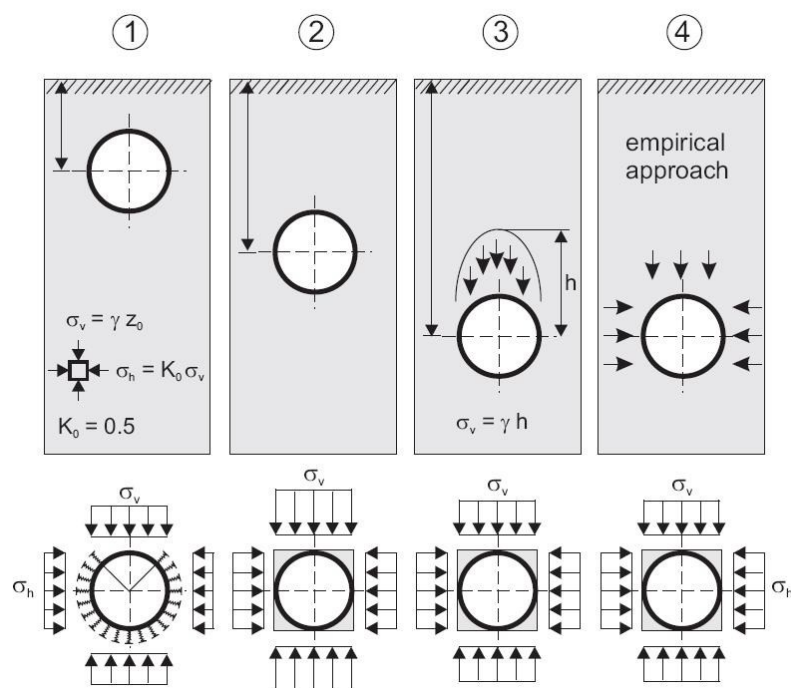 1 2 3 4
empirical
approach
h
σv = γ z0
σh = K0 σv
K0 = 0.5
σv = γ h
σv σv σv σv
σh σh